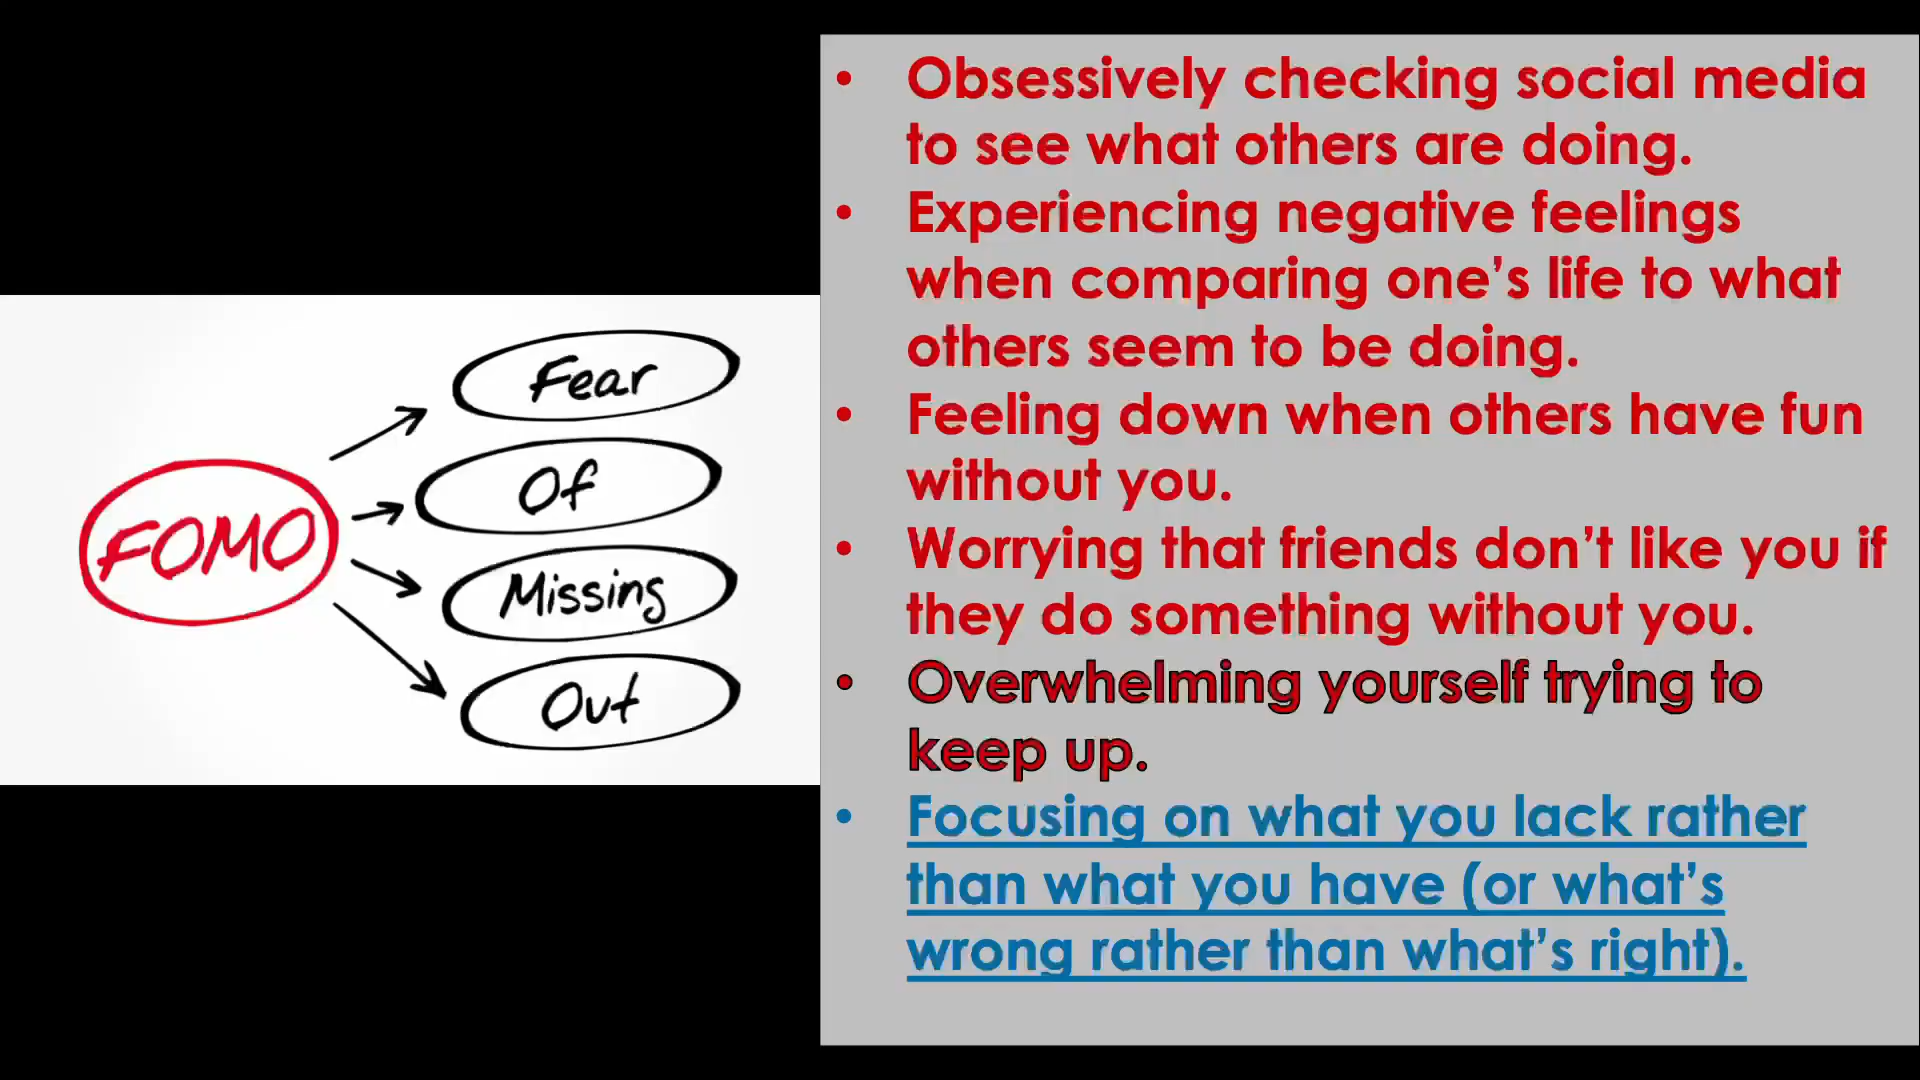 FOMO
Fear
Of
Missing
Out
• Obsessively checking social media
to see what others are doing.
• Experiencing negative feelings
when comparing one’s life to what
others seem to be doing.
• Feeling down when others have fun
without you.
• Worrying that friends don’t like you if
they do something without you.
• Overwhelming yourself trying to
keep up.
• Focusing on what you lack rather
than what you have (or what’s
wrong rather than what’s right).